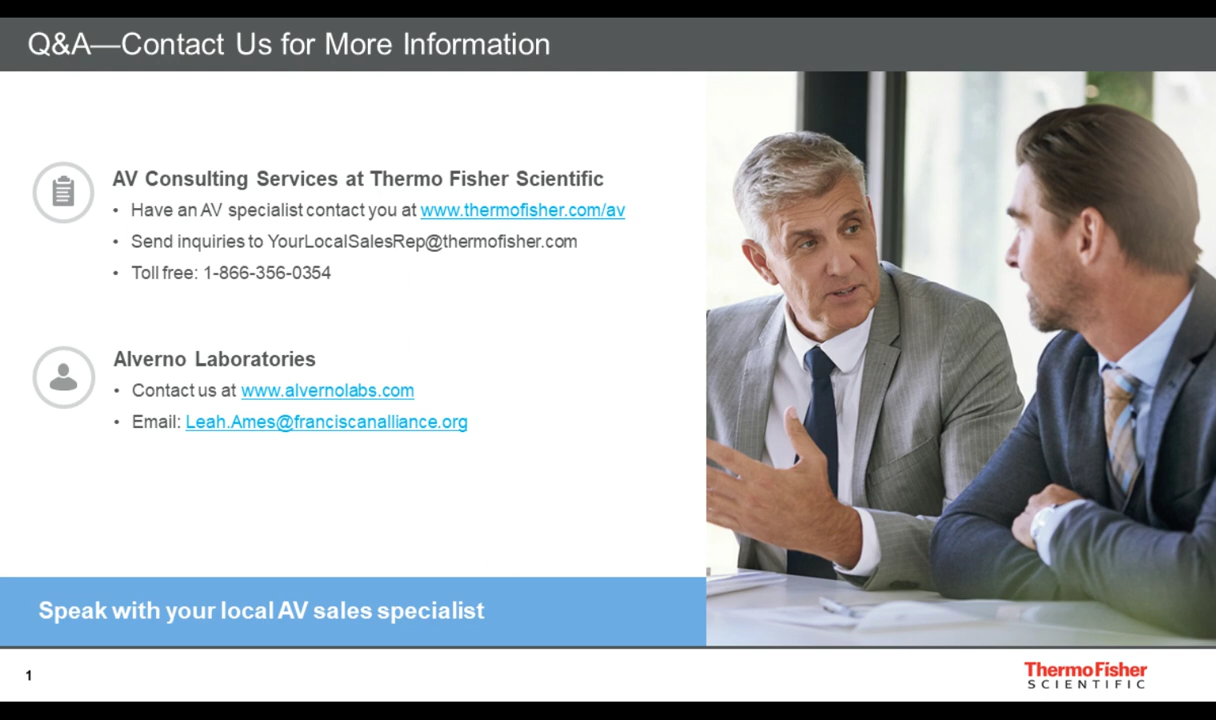 Q&A—Contact Us for More Information
AV Consulting Services at Thermo Fisher Scientific
• Have an AV specialist contact you at www.thermofisher.com/av
• Send inquiries to YourLocalSalesRep@thermofisher.com
• Toll free: 1-866-356-0354
Alverno Laboratories
• Contact us at www.alvernolabs.com
• Email: Leah.Ames@franciscanalliance.org
Speak with your local AV sales specialist
1
ThermoFisher
SCIENTIFIC